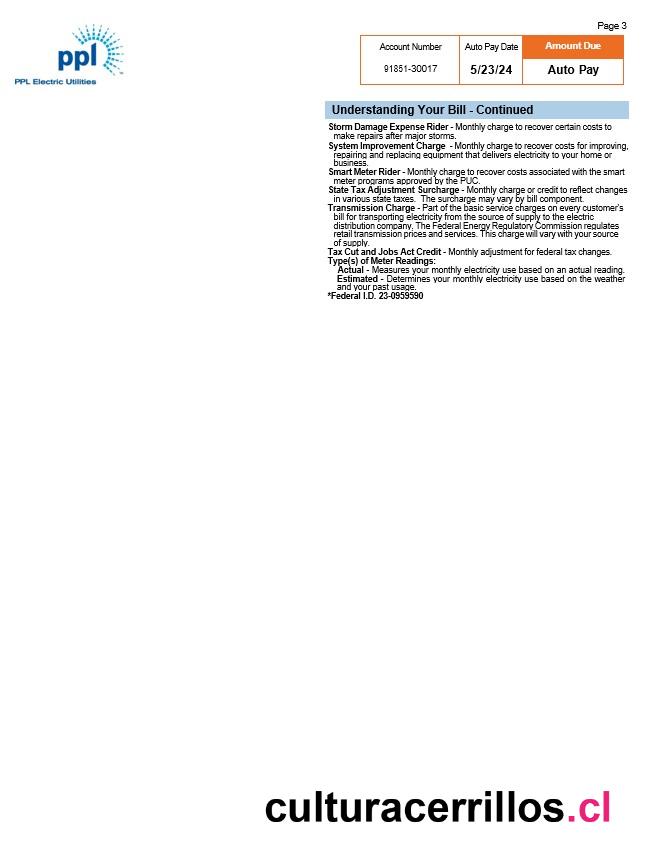 Page 3
ppl
PPL Electric Utilities
Account Number
Auto Pay Date
Amount Due
91851-30017
5/23/24
Auto Pay
Understanding Your Bill - Continued
Storm Damage Expense Rider - Monthly charge to recover certain costs to
make repairs after major storms.
System Improvement Charge - Monthly charge to recover costs for improving,
repairing and replacing equipment that delivers electricity to your home or
business.
Smart Meter Rider - Monthly charge to recover costs associated with the smart
meter programs approved by the PUC.
State Tax Adjustment Surcharge - Monthly charge or credit to reflect changes
in various state taxes. The surcharge may vary by bill component.
Transmission Charge - Part of the basic service charges on every customer's
bill for transporting electricity from the source of supply to the electric
distribution company. The Federal Energy Regulatory Commission regulates
retail transmission prices and services. This charge will vary with your source
of supply.
Tax Cut and Jobs Act Credit - Monthly adjustment for federal tax changes.
Type(s) of Meter Readings:
Actual - Measures your monthly electricity use based on an actual reading.
Estimated - Determines your monthly electricity use based on the weather
and your past usage.
*Federal I.D. 23-0959590
culturacerrillos.cl